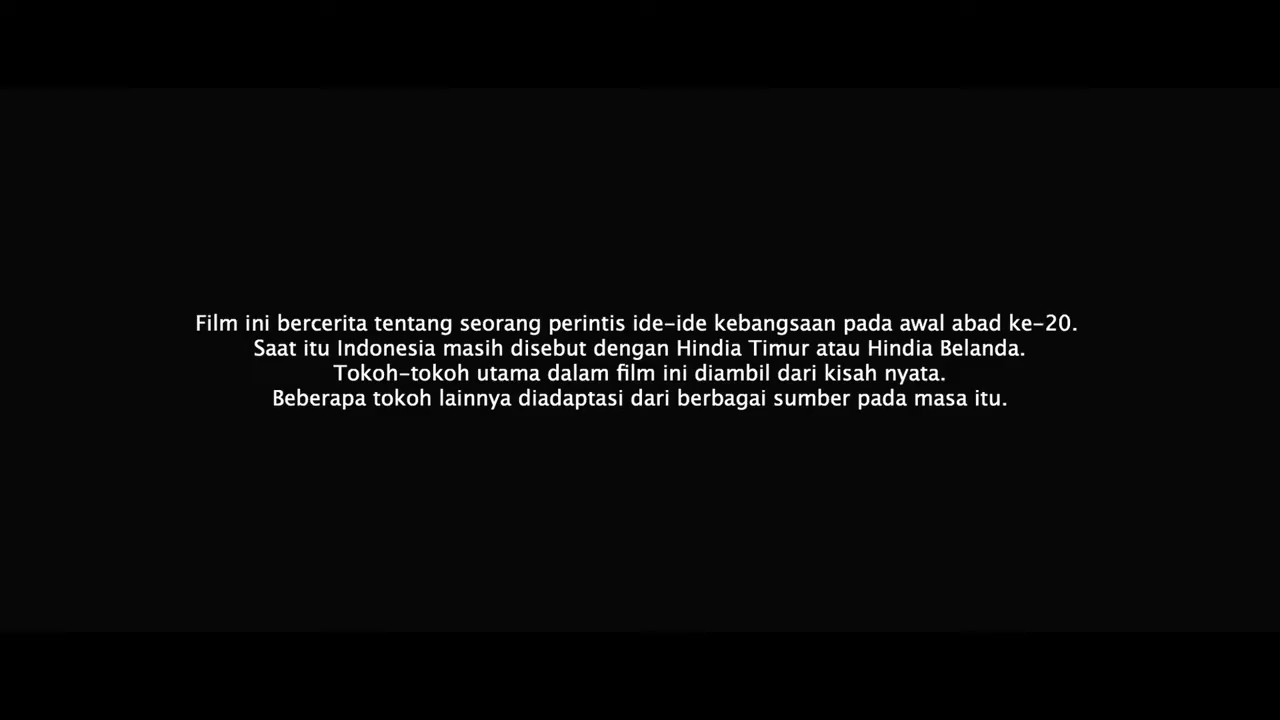 Film ini bercerita tentang seorang perintis ide-ide kebangsaan pada awal abad ke-20.
Saat itu Indonesia masih disebut dengan Hindia Timur atau Hindia Belanda.
Tokoh-tokoh utama dalam film ini diambil dari kisah nyata.
Beberapa tokoh lainnya diadaptasi dari berbagai sumber pada masa itu.